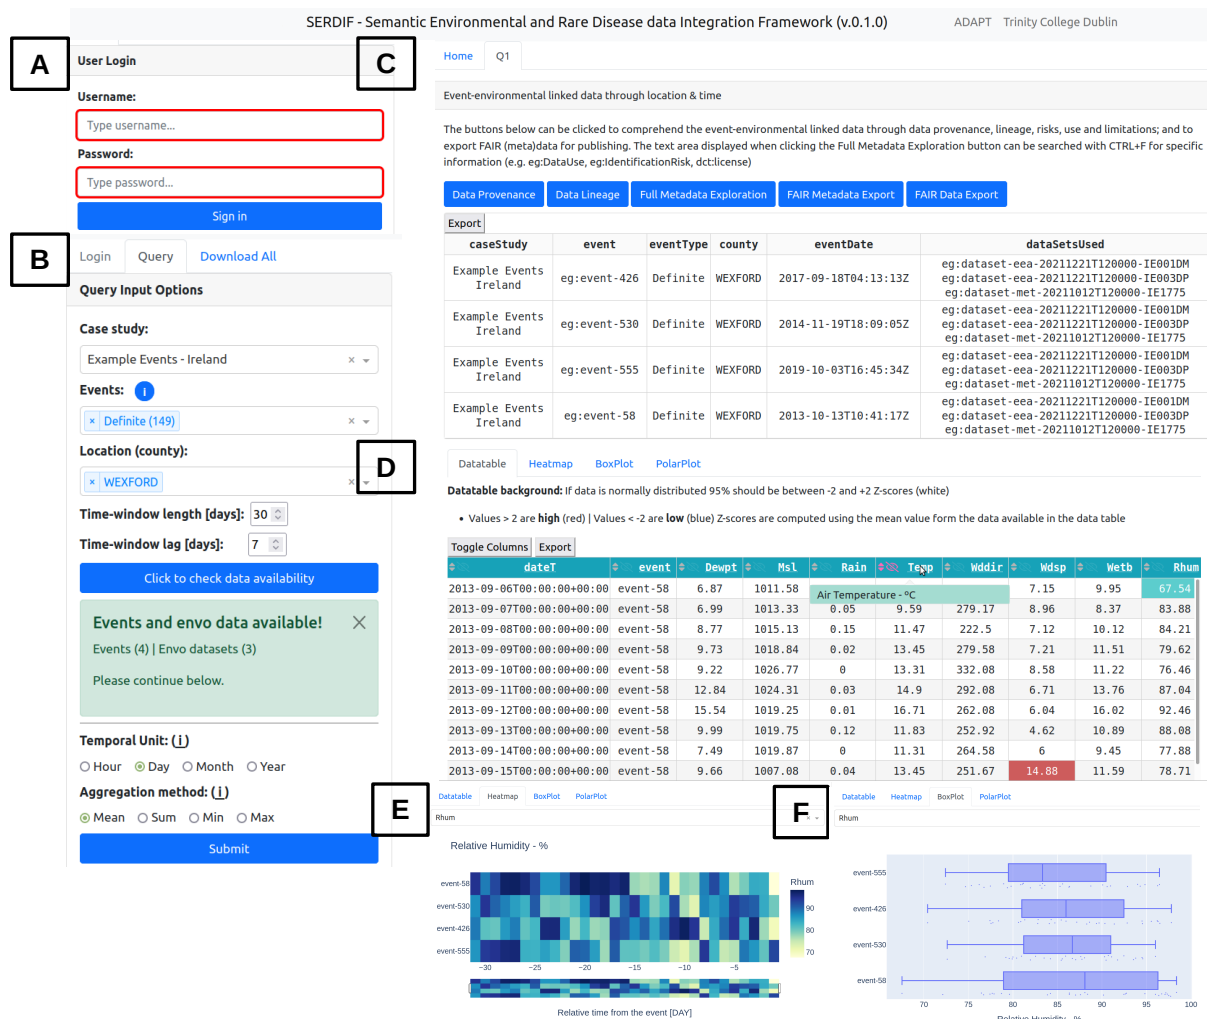 SERDIF - Semantic Environmental and Rare Disease data Integration Framework (v.0.1.0)
ADAPT Trinity College Dublin
A
User Login
Username:
Type username...
Password:
Type password...
Sign in
B
Login Query Download All
Query Input Options
Case study:
Example Events - Ireland
Events: i
× Definite (149)
Location (county):
× WEXFORD
Time-window length [days]: 30
Time-window lag [days]: 7
Click to check data availability
Events and envo data available!
Events (4) | Envo datasets (3)
Please continue below.
Temporal Unit: (i)
Hour Day Month Year
Aggregation method: (i)
Mean Sum Min Max
Submit
C
Home Q1
Event-environmental linked data through location & time
The buttons below can be clicked to comprehend the event-environmental linked data through data provenance, lineage, risks, use and limitations; and to
export FAIR (meta)data for publishing. The text area displayed when clicking the Full Metadata Exploration button can be searched with CTRL+F for specific
information (e.g. eg:DataUse, eg:IdentificationRisk, dct:license)
Data Provenance Data Lineage Full Metadata Exploration FAIR Metadata Export FAIR Data Export
Export
caseStudy event eventType county eventDate dataSetsUsed
eg:dataset-eea-20211221T120000-IE001DM
Example Events Ireland eg:event-426 Definite WEXFORD 2017-09-18T04:13:13Z eg:dataset-eea-20211221T120000-IE003DP
eg:dataset-met-20211012T120000-IE1775
eg:dataset-eea-20211221T120000-IE001DM
Example Events Ireland eg:event-530 Definite WEXFORD 2014-11-19T18:09:05Z eg:dataset-eea-20211221T120000-IE003DP
eg:dataset-met-20211012T120000-IE1775
eg:dataset-eea-20211221T120000-IE001DM
Example Events Ireland eg:event-555 Definite WEXFORD 2019-10-03T16:45:34Z eg:dataset-eea-20211221T120000-IE003DP
eg:dataset-met-20211012T120000-IE1775
eg:dataset-eea-20211221T120000-IE001DM
Example Events Ireland eg:event-58 Definite WEXFORD 2013-10-13T10:41:17Z eg:dataset-eea-20211221T120000-IE003DP
eg:dataset-met-20211012T120000-IE1775
D
Datatable Heatmap BoxPlot PolarPlot
Datatable background: If data is normally distributed 95% should be between -2 and +2 Z-scores (white)
• Values > 2 are high (red) | Values < -2 are low (blue) Z-scores are computed using the mean value form the data available in the data table
Toggle Columns Export
dateT event Dewpt Msl Rain Temp Wddir Wdsp Wetb Rhum
2013-09-06T00:00:00+00:00 event-58 6.87 1011.58 7.15 9.95 67.54
Air Temperature - ºC
2013-09-07T00:00:00+00:00 event-58 6.99 1013.33 0.05 9.59 279.17 8.96 8.37 83.88
2013-09-08T00:00:00+00:00 event-58 8.77 1015.13 0.15 11.47 222.5 7.12 10.12 84.21
2013-09-09T00:00:00+00:00 event-58 9.73 1018.84 0.02 13.45 279.58 7.21 11.51 79.62
2013-09-10T00:00:00+00:00 event-58 9.22 1026.77 0 13.31 332.08 8.58 11.22 76.46
2013-09-11T00:00:00+00:00 event-58 12.84 1024.31 0.03 14.9 292.08 6.71 13.76 87.04
2013-09-12T00:00:00+00:00 event-58 15.54 1019.25 0.01 16.71 262.08 6.04 16.02 92.46
2013-09-13T00:00:00+00:00 event-58 9.99 1019.75 0.12 11.83 252.92 4.62 10.89 88.08
2013-09-14T00:00:00+00:00 event-58 7.49 1019.87 0 11.31 264.58 6 9.45 77.88
2013-09-15T00:00:00+00:00 event-58 9.66 1007.08 0.04 13.45 251.67 14.88 11.59 78.71
E
Datatable Heatmap BoxPlot PolarPlot
Rhum
Relative Humidity - %
event-58
event-530
event-426
event-555
−30 −25 −20 −15 −10 −5
Rhum
90
80
70
Relative time from the event [DAY]
F
Datatable Heatmap BoxPlot PolarPlot
Rhum
event-555
event-426
event-530
event-58
70 75 80 85 90 95 100
Relative Humidity - %